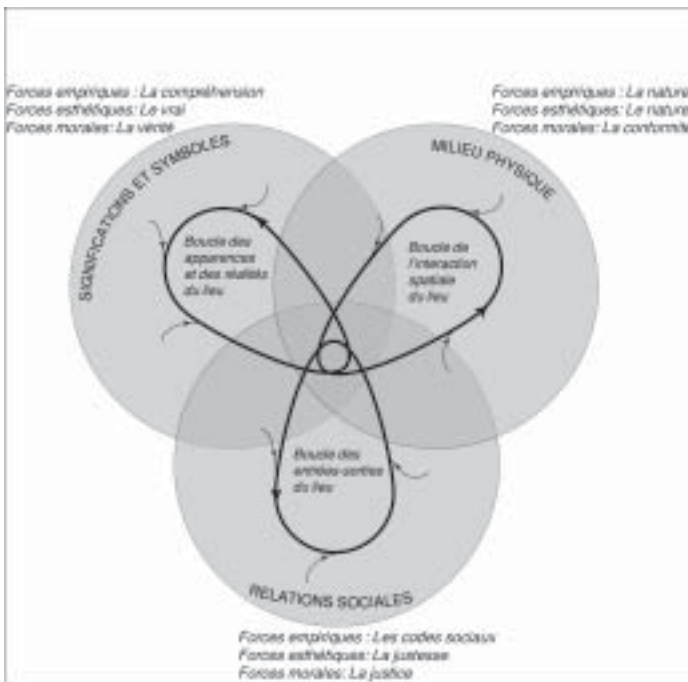 Forces empiriques : La compréhension
Forces esthétiques: Le vrai
Forces morales: La vérité
Forces empiriques : La nature
Forces esthétiques: Le nature
Forces morales: La conformité
SIGNIFICATIONS ET SYMBOLES
MILIEU PHYSIQUE
Boucle des
apparences
et des réalités
du lieu
Boucle de
l'interaction
spatiale
du lieu
Boucle des
entrées-sorties
du lieu
RELATIONS SOCIALES
Forces empiriques : Les codes sociaux
Forces esthétiques: La justesse
Forces morales: La justice